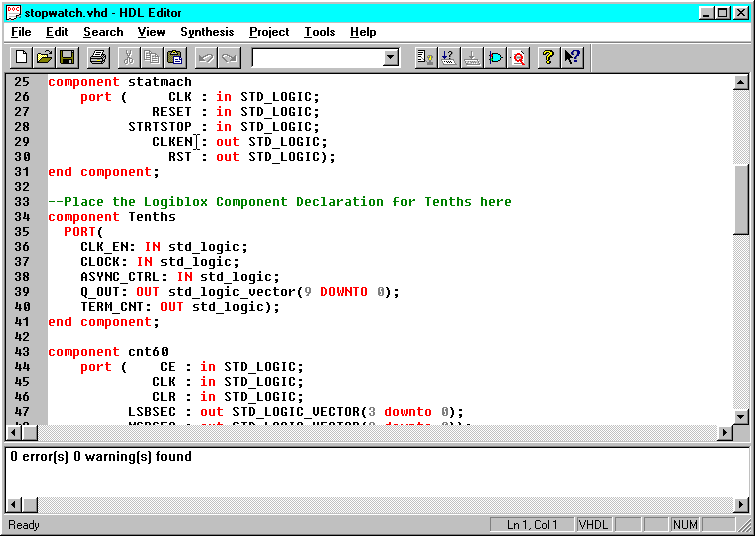 stopwatch.vhd - HDL Editor
File Edit Search View Synthesis Project Tools Help
25 component statmach
26 port ( CLK : in STD_LOGIC;
27 RESET : in STD_LOGIC;
28 STRTSTOP : in STD_LOGIC;
29 CLKEN : out STD_LOGIC;
30 RST : out STD_LOGIC);
31 end component;
32
33 --Place the Logiblox Component Declaration for Tenths here
34 component Tenths
35 PORT(
36 CLK_EN: IN std_logic;
37 CLOCK: IN std_logic;
38 ASYNC_CTRL: IN std_logic;
39 Q_OUT: OUT std_logic_vector(9 DOWNTO 0);
40 TERM_CNT: OUT std_logic);
41 end component;
42
43 component cnt60
44 port ( CE : in STD_LOGIC;
45 CLK : in STD_LOGIC;
46 CLR : in STD_LOGIC;
47 LSBSEC : out STD_LOGIC_VECTOR(3 downto 0);
0 error(s) 0 warning(s) found
Ready Ln 1, Col 1 VHDL NUM